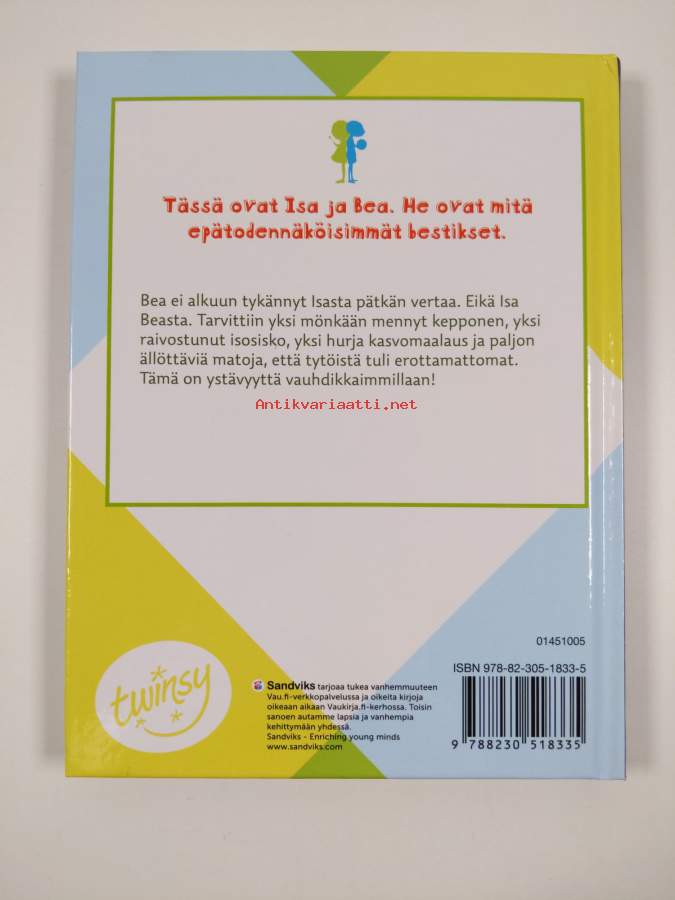 Tässä ovat Isa ja Bea. He ovat mitä
epätodennäköisimmät bestikset.
Bea ei alkuun tykännyt Isasta pätkän vertaa. Eikä Isa
Beasta. Tarvittiin yksi mönkään mennyt kepponen, yksi
raivostunut isosisko, yksi hurja kasvomaalaus ja paljon
ällöttäviä matoja, että tytöistä tuli erottamattomat.
Tämä on ystävyyttä vauhdikkaimmillaan!
Antikvariaatti.net
01451005
ISBN 978-82-305-1833-5
twinsy
Sandviks tarjoaa tukea vanhemmuuteen
Vau.fi-verkkopalvelussa ja oikeita kirjoja
oikeaan aikaan Vaukirja.fi-kerhossa. Toisin
sanoen autamme lapsia ja vanhempia
kehittymään yhdessä.
Sandviks - Enriching young minds
www.sandviks.com
9 788230 518335